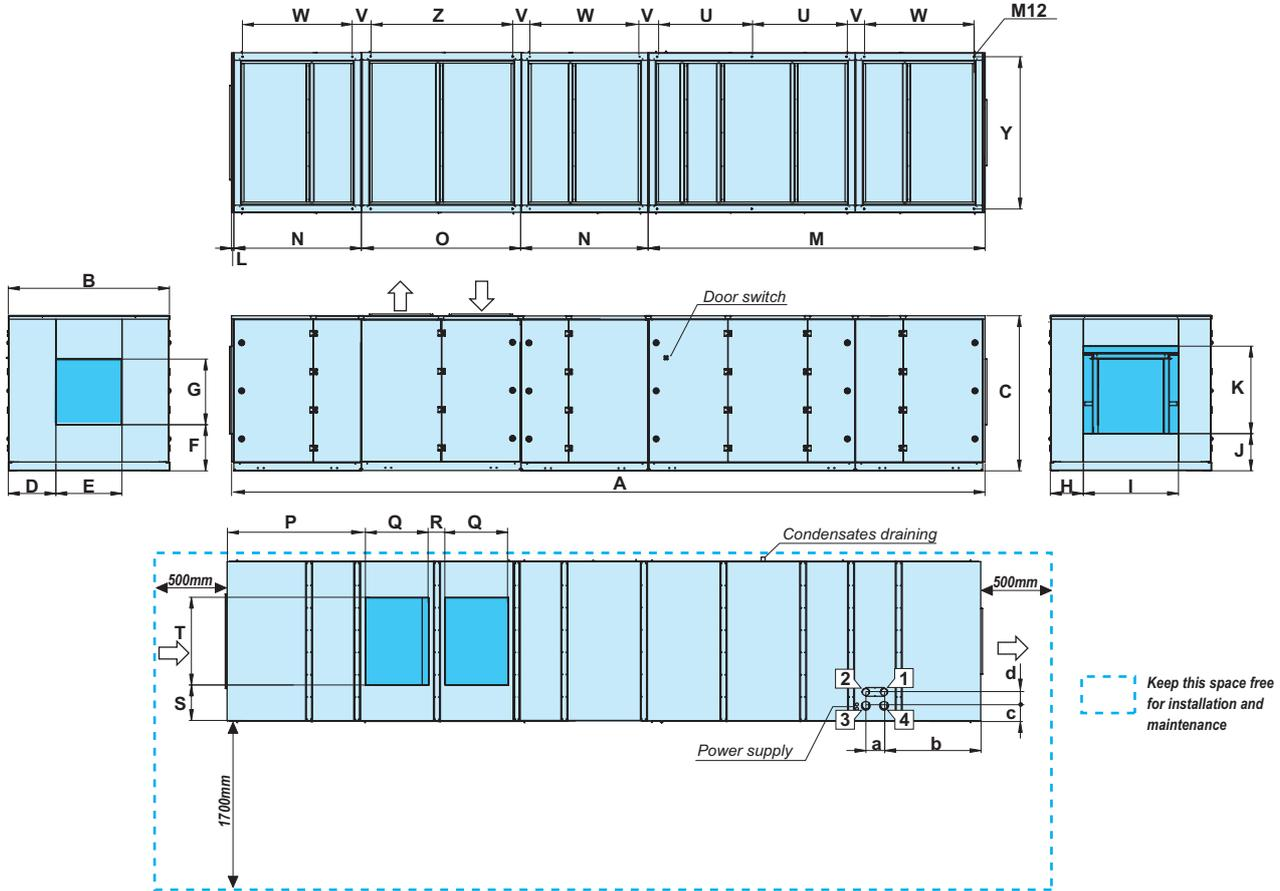 W V Z V W V U U V W M12
Y
N O N M
L
B
Door switch
G
F
C
K
J
D E
A
H I
P Q R Q
Condensates draining
500mm
500mm
T
S
2 1
d
3 4
c
Power supply
a b
1700mm
Keep this space free
for installation and
maintenance